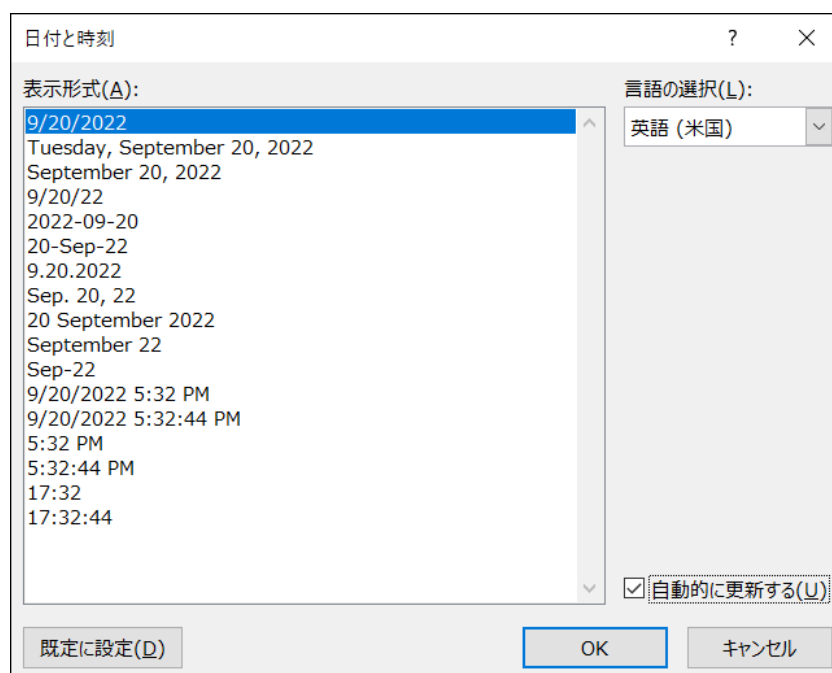 日付と時刻
?
表示形式(A):
言語の選択(L):
9/20/2022
英語 (米国)
Tuesday, September 20, 2022
September 20, 2022
9/20/22
2022-09-20
20-Sep-22
9.20.2022
Sep. 20, 22
20 September 2022
September 22
Sep-22
9/20/2022 5:32 PM
9/20/2022 5:32:44 PM
5:32 PM
5:32:44 PM
17:32
17:32:44
自動的に更新する(U)
既定に設定(D)
OK
キャンセル